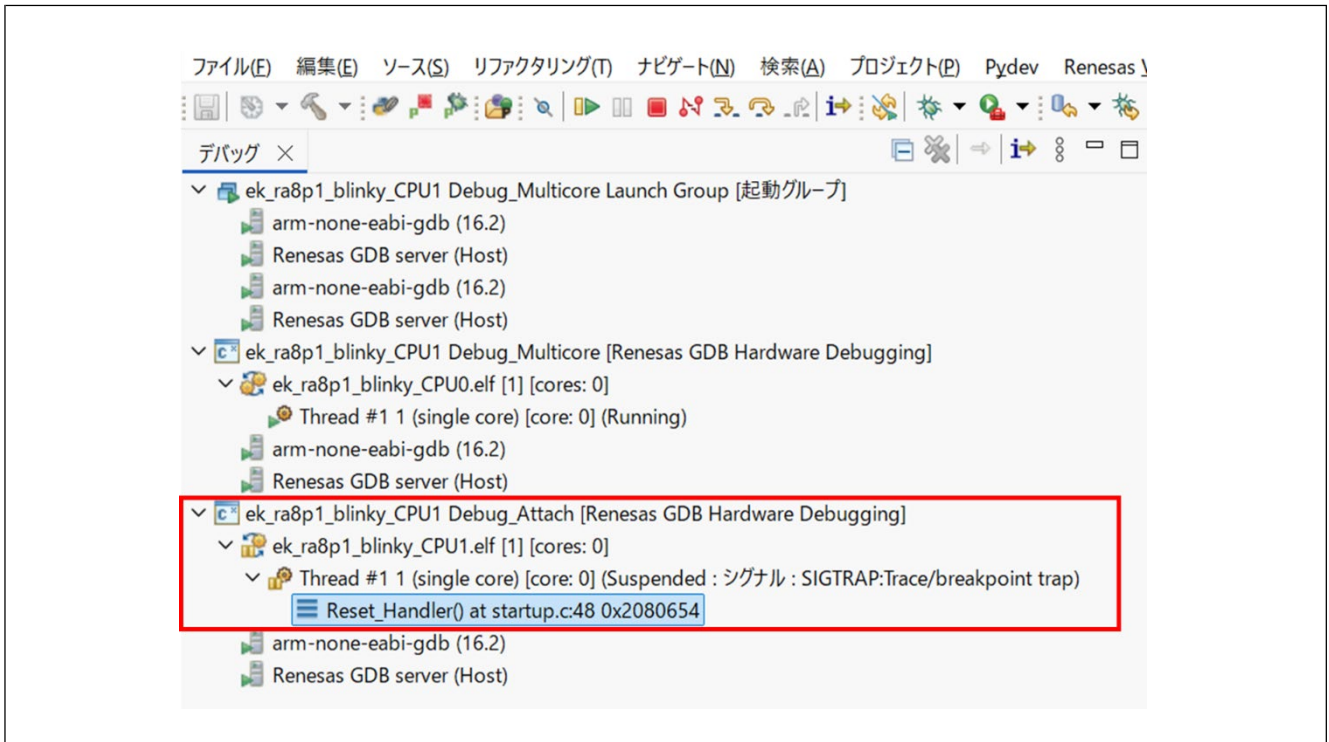 ファイル(F) 編集(E) ソース(S) リファクタリング(T) ナビゲート(N) 検索(A) プロジェクト(P) Pydev Renesas
デバッグ
ek_ra8p1_blinky_CPU1 Debug_Multicore Launch Group [起動グループ]
arm-none-eabi-gdb (16.2)
Renesas GDB server (Host)
arm-none-eabi-gdb (16.2)
Renesas GDB server (Host)
ek_ra8p1_blinky_CPU1 Debug_Multicore [Renesas GDB Hardware Debugging]
ek_ra8p1_blinky_CPU0.elf [1] [cores: 0]
Thread #1 1 (single core) [core: 0] (Running)
arm-none-eabi-gdb (16.2)
Renesas GDB server (Host)
ek_ra8p1_blinky_CPU1 Debug_Attach [Renesas GDB Hardware Debugging]
ek_ra8p1_blinky_CPU1.elf [1] [cores: 0]
Thread #1 1 (single core) [core: 0] (Suspended : シグナル : SIGTRAP:Trace/breakpoint trap)
Reset_Handler() at startup.c:48 0x2080654
arm-none-eabi-gdb (16.2)
Renesas GDB server (Host)